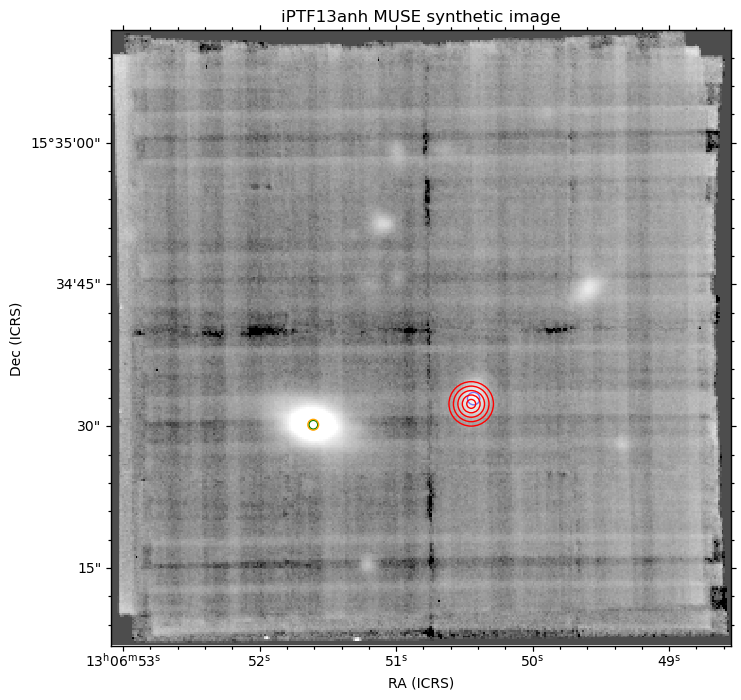 iPTF13anh MUSE synthetic image
15°35'00"
34'45"
30"
15"
Dec (ICRS)
13ʰ06ᵐ53ˢ
52ˢ
51ˢ
50ˢ
49ˢ
RA (ICRS)